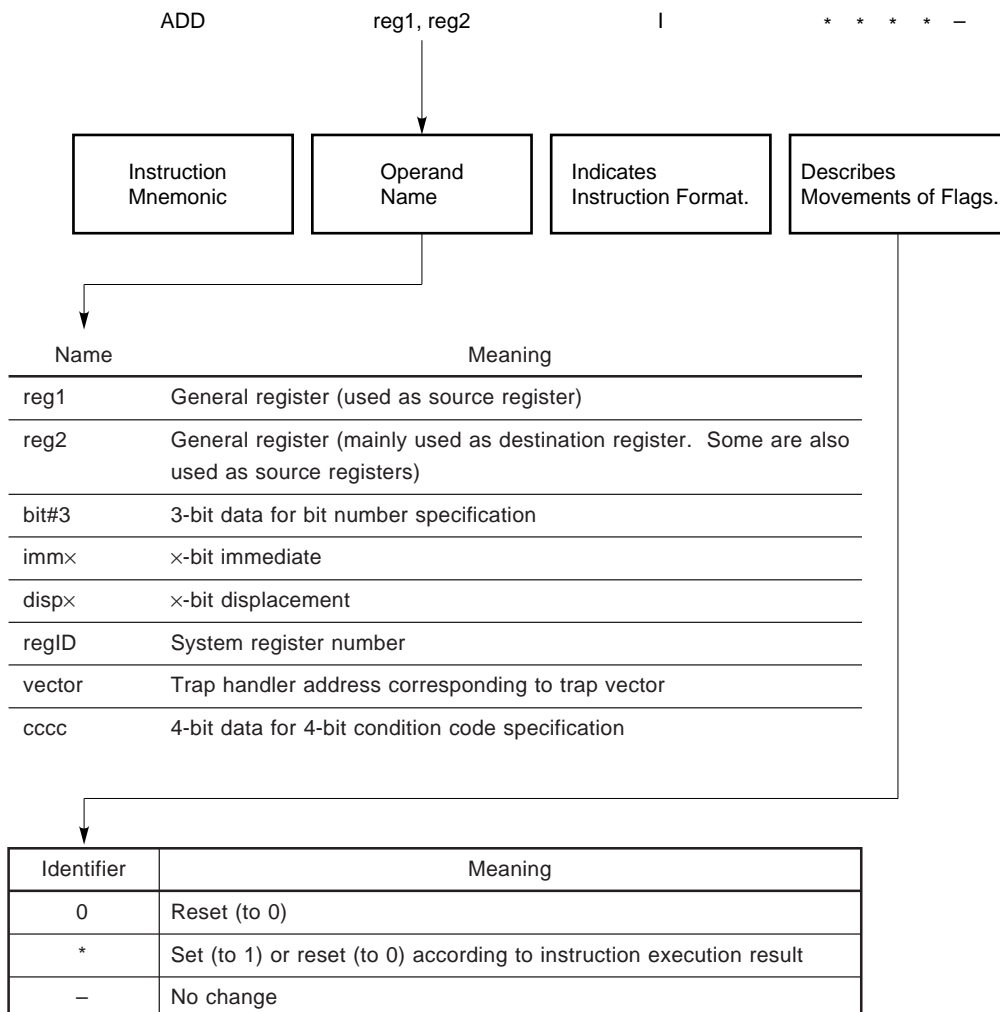 ADD reg1, reg2 I * * * * –
Instruction Mnemonic
Operand Name
Indicates Instruction Format.
Describes Movements of Flags.
Name Meaning
reg1 General register (used as source register)
reg2 General register (mainly used as destination register. Some are also
used as source registers)
bit#3 3-bit data for bit number specification
imm× ×-bit immediate
disp× ×-bit displacement
regID System register number
vector Trap handler address corresponding to trap vector
cccc 4-bit data for 4-bit condition code specification
Identifier Meaning
0 Reset (to 0)
* Set (to 1) or reset (to 0) according to instruction execution result
– No change